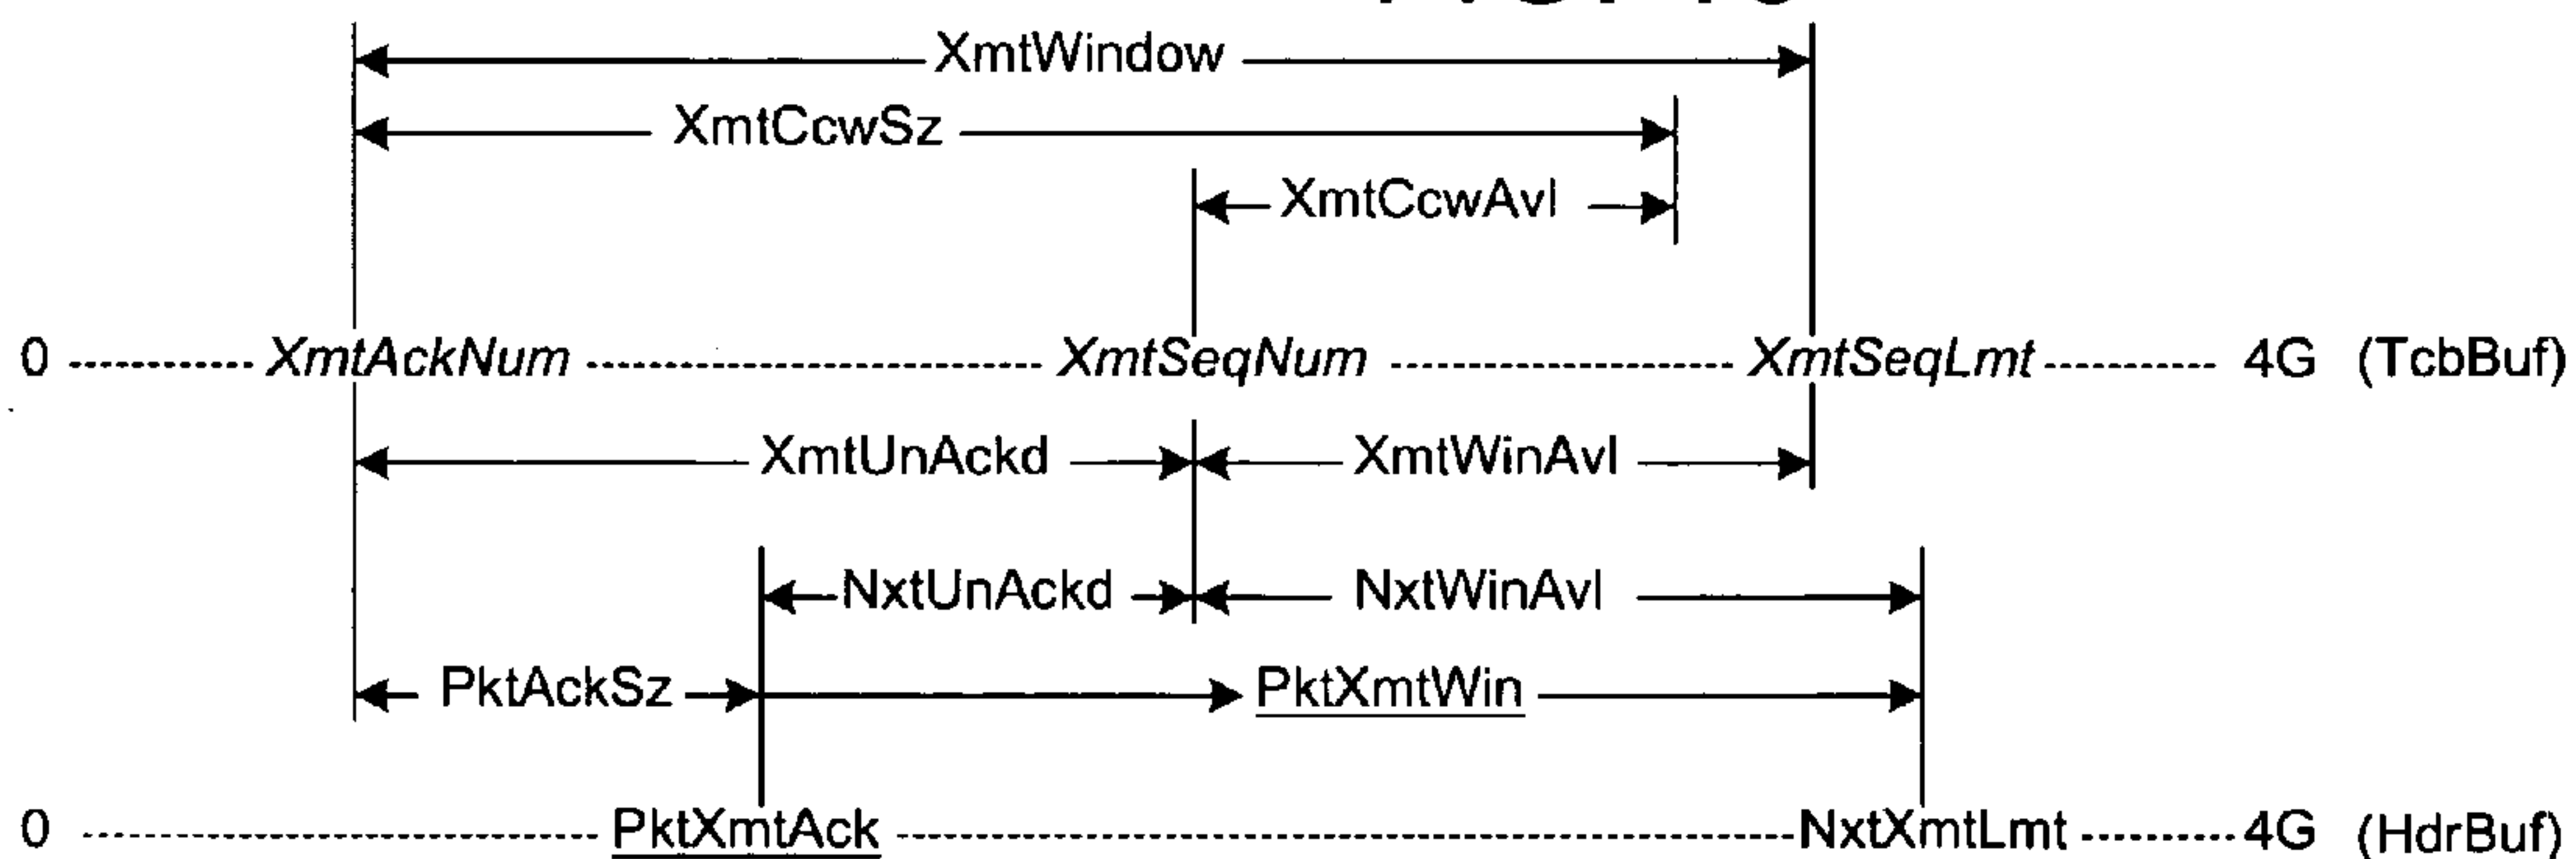 XmtWindow
XmtCcwSz
XmtCcwAvl
0 XmtAckNum XmtSeqNum XmtSeqLmt 4G (TcbBuf)
XmtUnAckd XmtWinAvl
NxtUnAckd NxtWinAvl
PktAckSz PktXmtWin
0 PktXmtAck NxtXmtLmt 4G (HdrBuf)